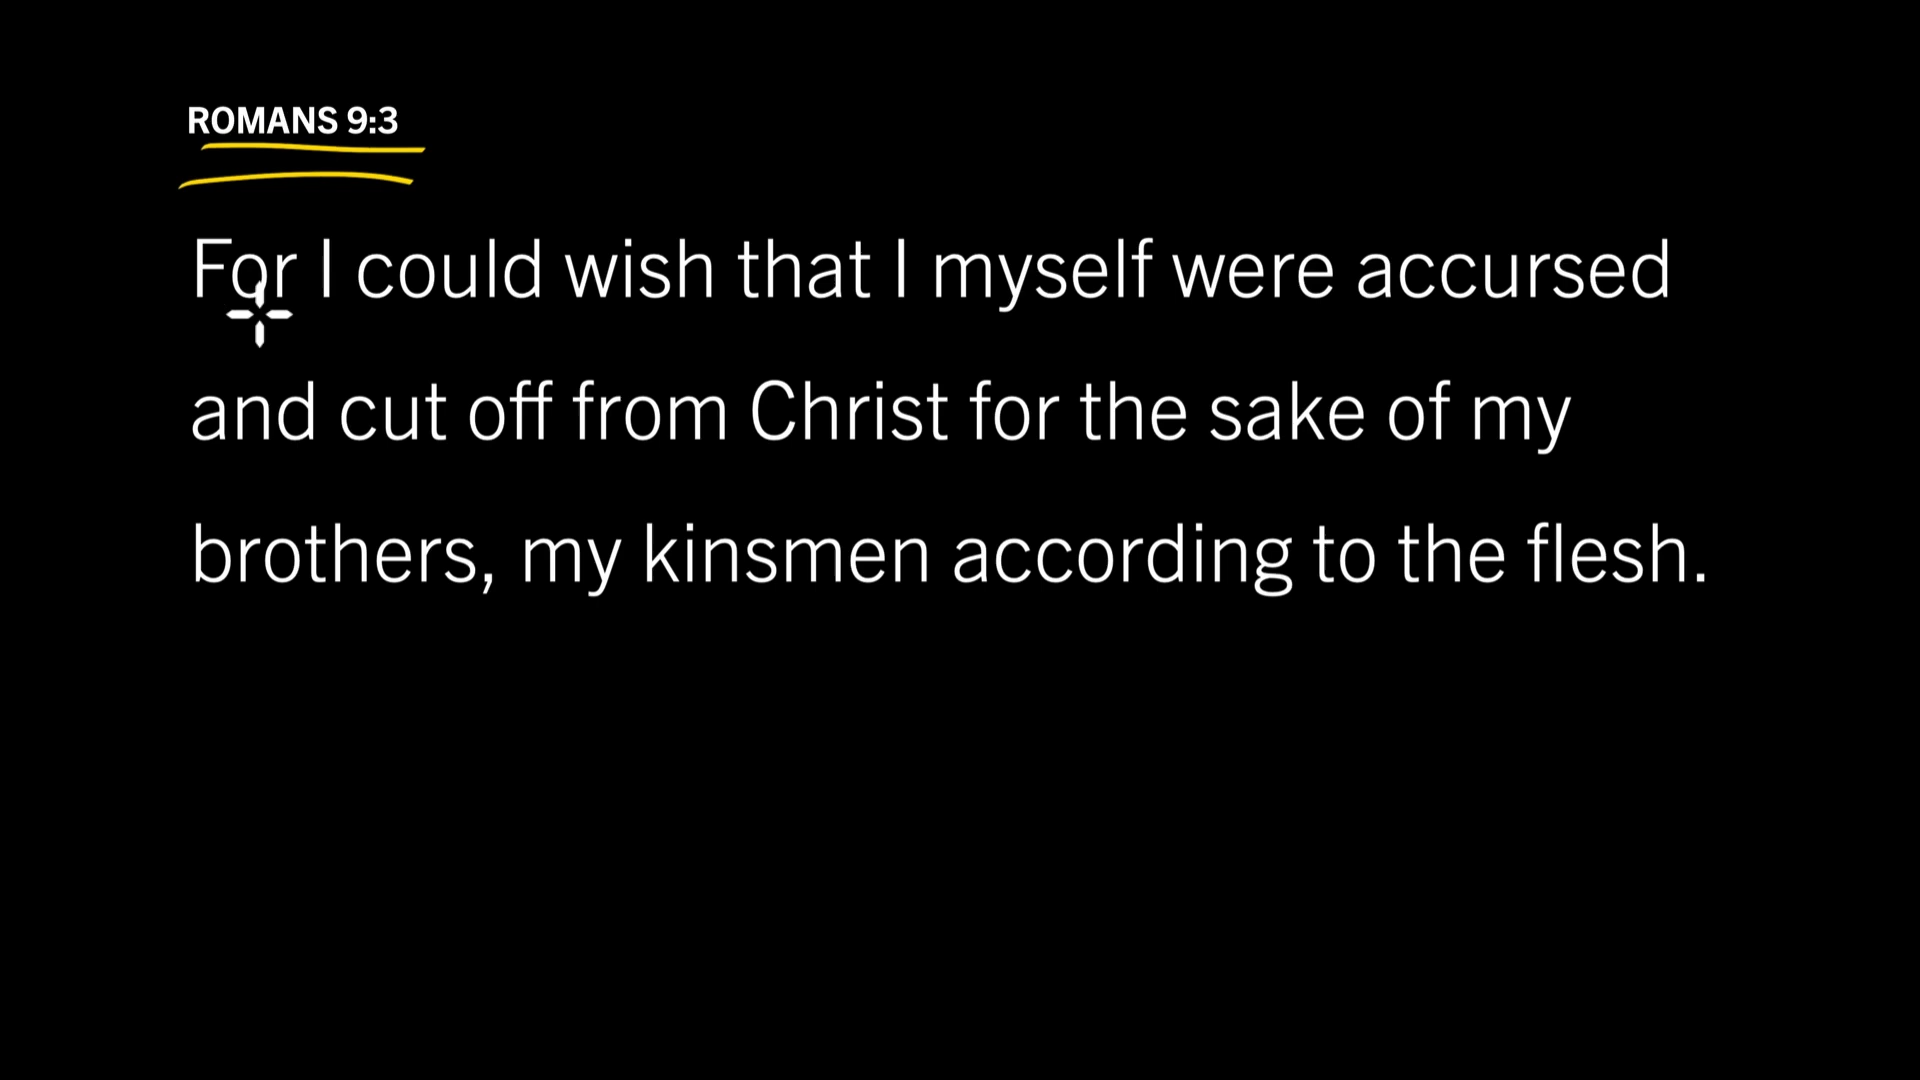 ROMANS 9:3
For I could wish that I myself were accursed
and cut off from Christ for the sake of my
brothers, my kinsmen according to the flesh.